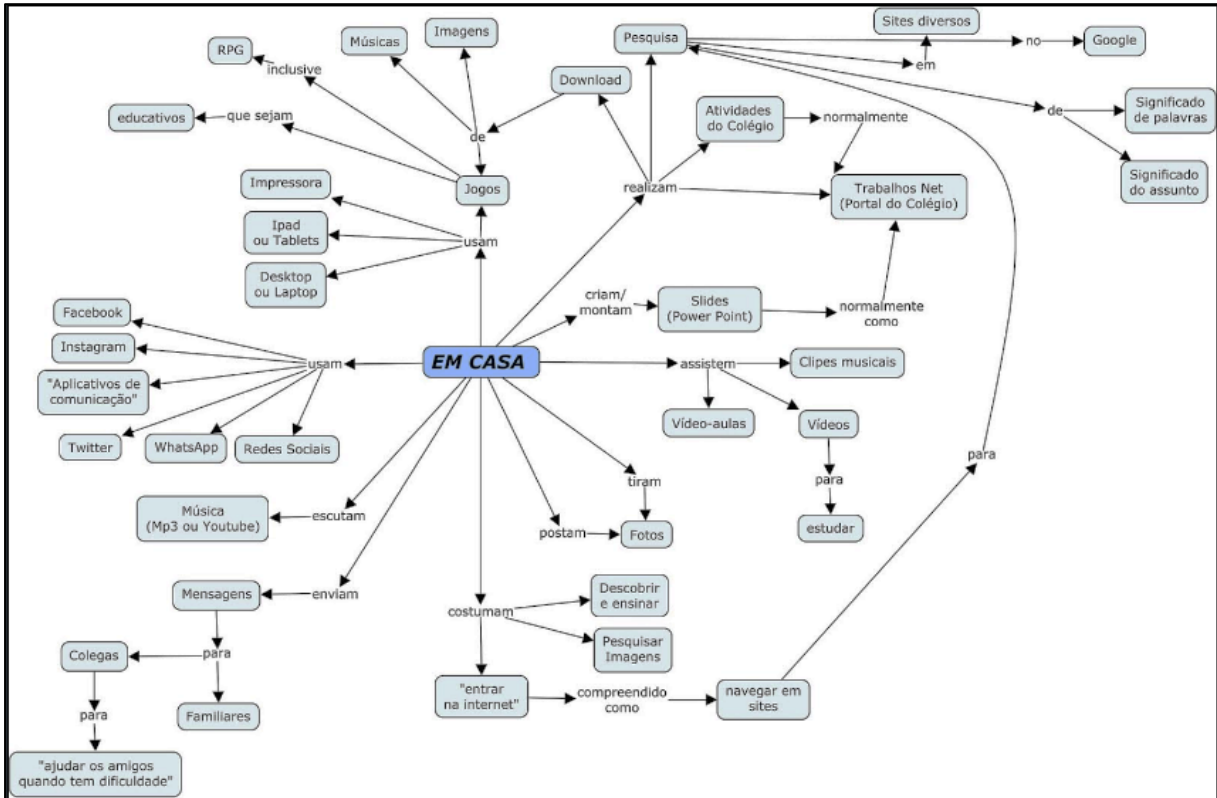 Sites diversos
Imagens
RPG
Músicas
Pesquisa
no
Google
inclusive
em
Download
educativos
que sejam
Atividades
do Colégio
normalmente
de
Significado
de palavras
de
Impressora
Jogos
realizam
Trabalhos Net
(Portal do Colégio)
Significado
do assunto
Ipad
ou Tablets
usam
Desktop
ou Laptop
criam/
montam
Slides
(Power Point)
normalmente
como
Facebook
Instagram
usam
EM CASA
assistem
Clipes musicais
"Aplicativos de
comunicação"
Twitter
WhatsApp
Redes Sociais
Vídeo-aulas
Vídeos
para
tiram
para
Música
(Mp3 ou Youtube)
escutam
postam
Fotos
estudar
Mensagens
enviam
costumam
Descobrir
e ensinar
Colegas
para
Pesquisar
Imagens
"entrar
na internet"
compreendido
como
navegar em
sites
para
Familiares
"ajudar os amigos
quando tem dificuldade"